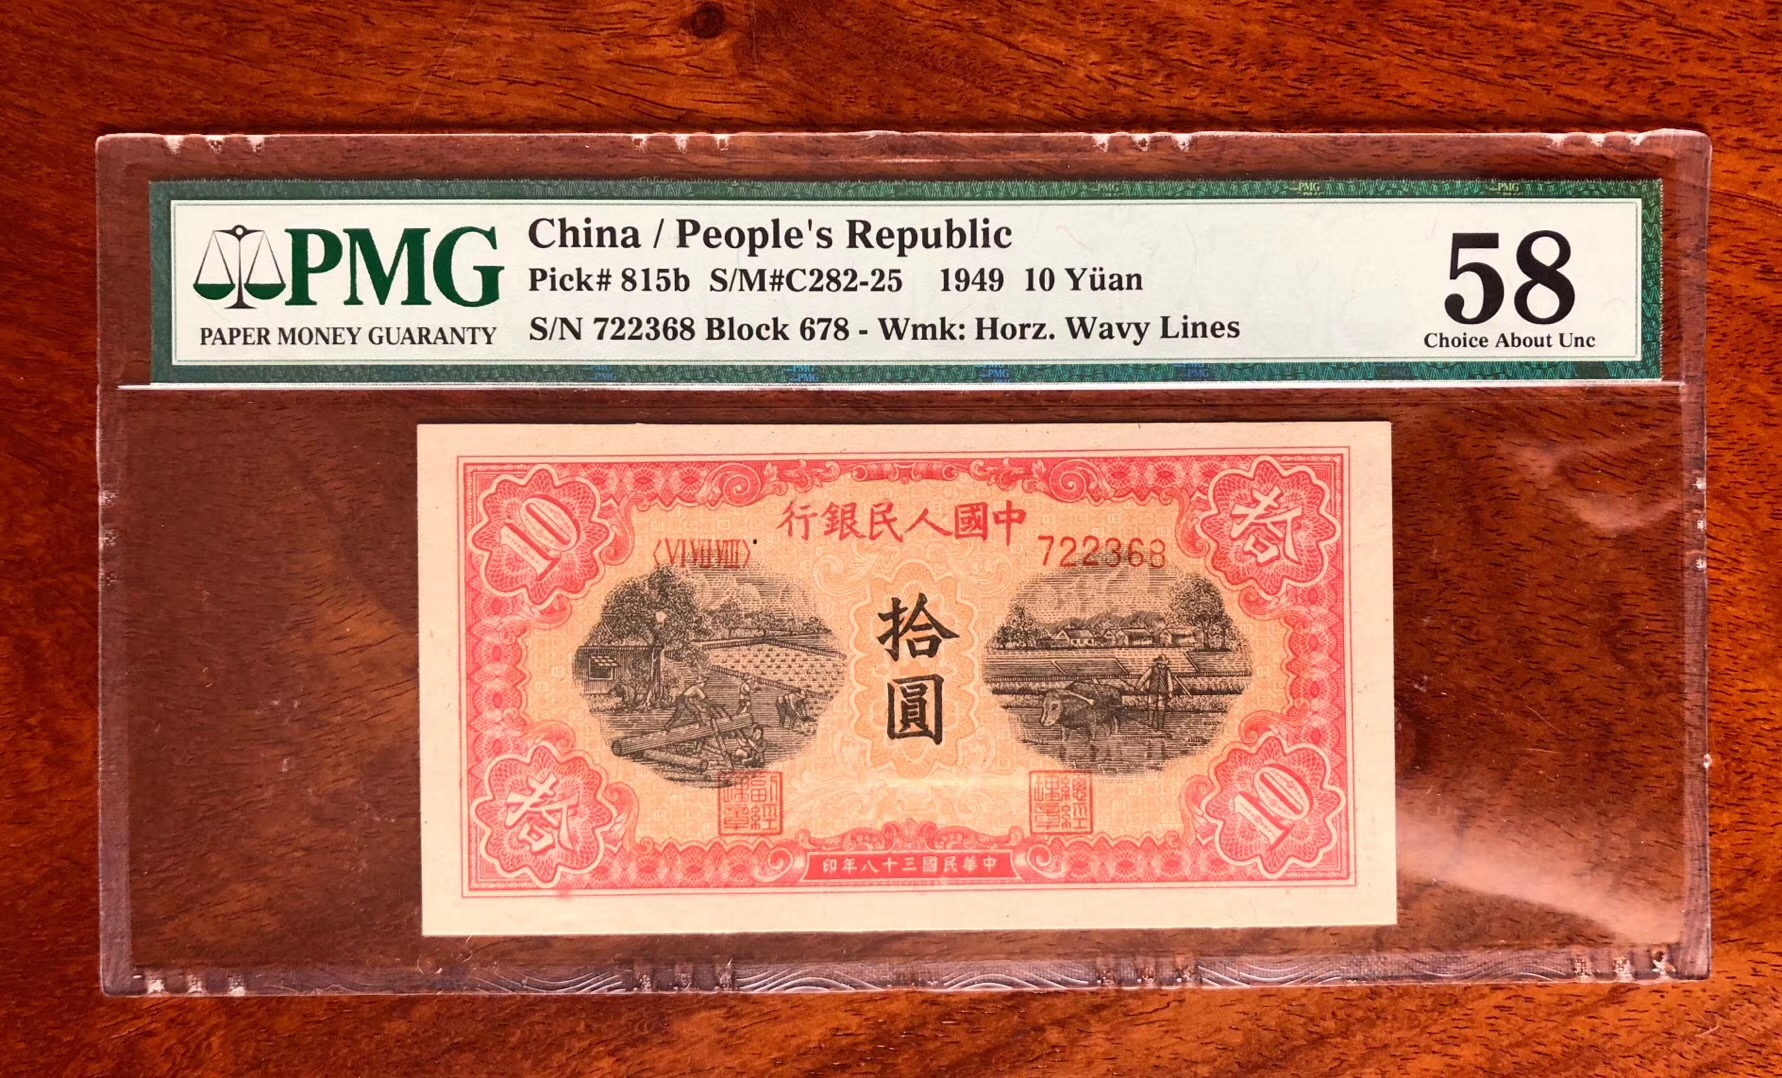 PMG
PAPER MONEY GUARANTY
China / People's Republic
Pick# 815b S/M#C282-25 1949 10 Yüan
S/N 722368 Block 678 - Wmk: Horz. Wavy Lines
58
Choice About Unc
10
行銀民人國中
拾
〈VI VII VIII〉
722368
拾
圓
拾
10
印年八十三國民華中